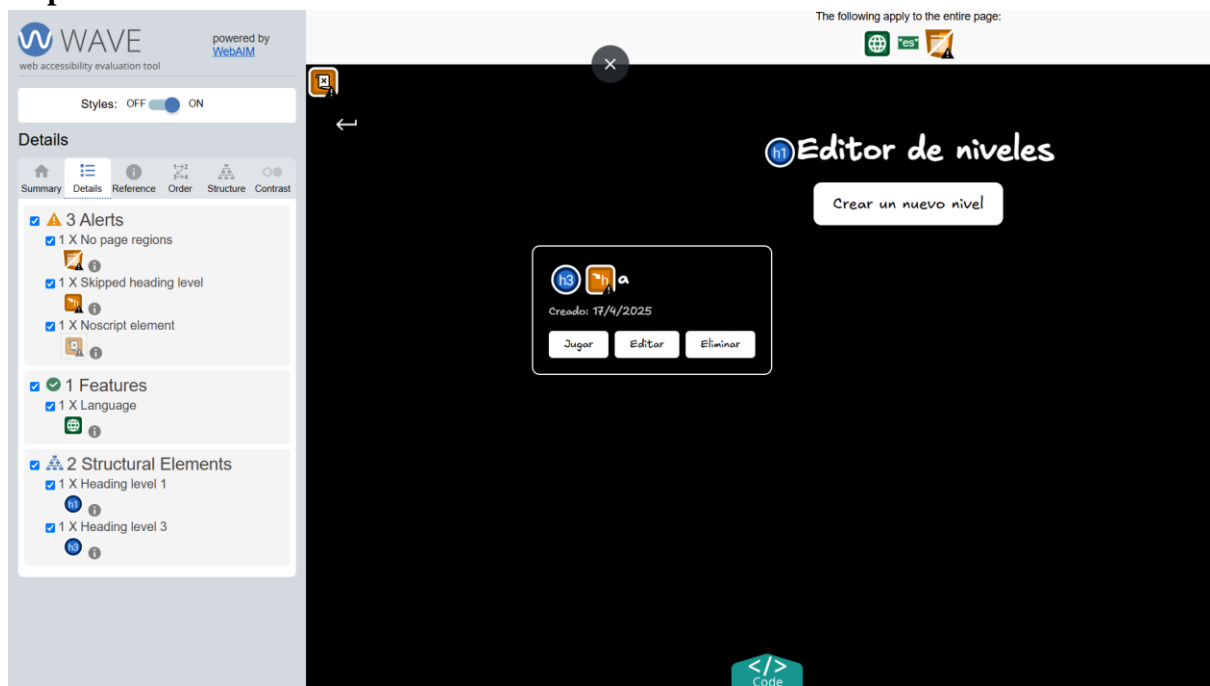 WAVE
powered by
WebAIM
web accessibility evaluation tool
Styles: OFF ON
Details
Summary Details Reference Order Structure Contrast
3 Alerts
1 X No page regions
1 X Skipped heading level
1 X Noscript element
1 Features
1 X Language
2 Structural Elements
1 X Heading level 1
h1
1 X Heading level 3
h3
The following apply to the entire page:
"es"
h1 Editor de niveles
Crear un nuevo nivel
h3 h a
Creado: 17/4/2025
Jugar Editar Eliminar
</>
Code